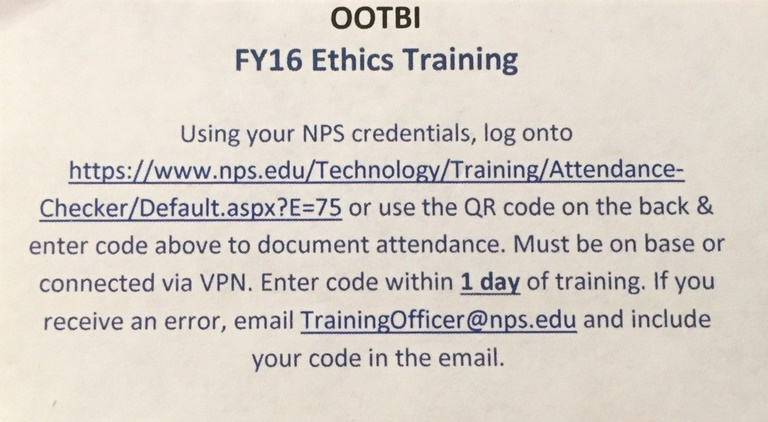 OOTBI
FY16 Ethics Training
Using your NPS credentials, log onto
https://www.nps.edu/Technology/Training/Attendance-
Checker/Default.aspx?E=75 or use the QR code on the back &
enter code above to document attendance. Must be on base or
connected via VPN. Enter code within 1 day of training. If you
receive an error, email TrainingOfficer@nps.edu and include
your code in the email.